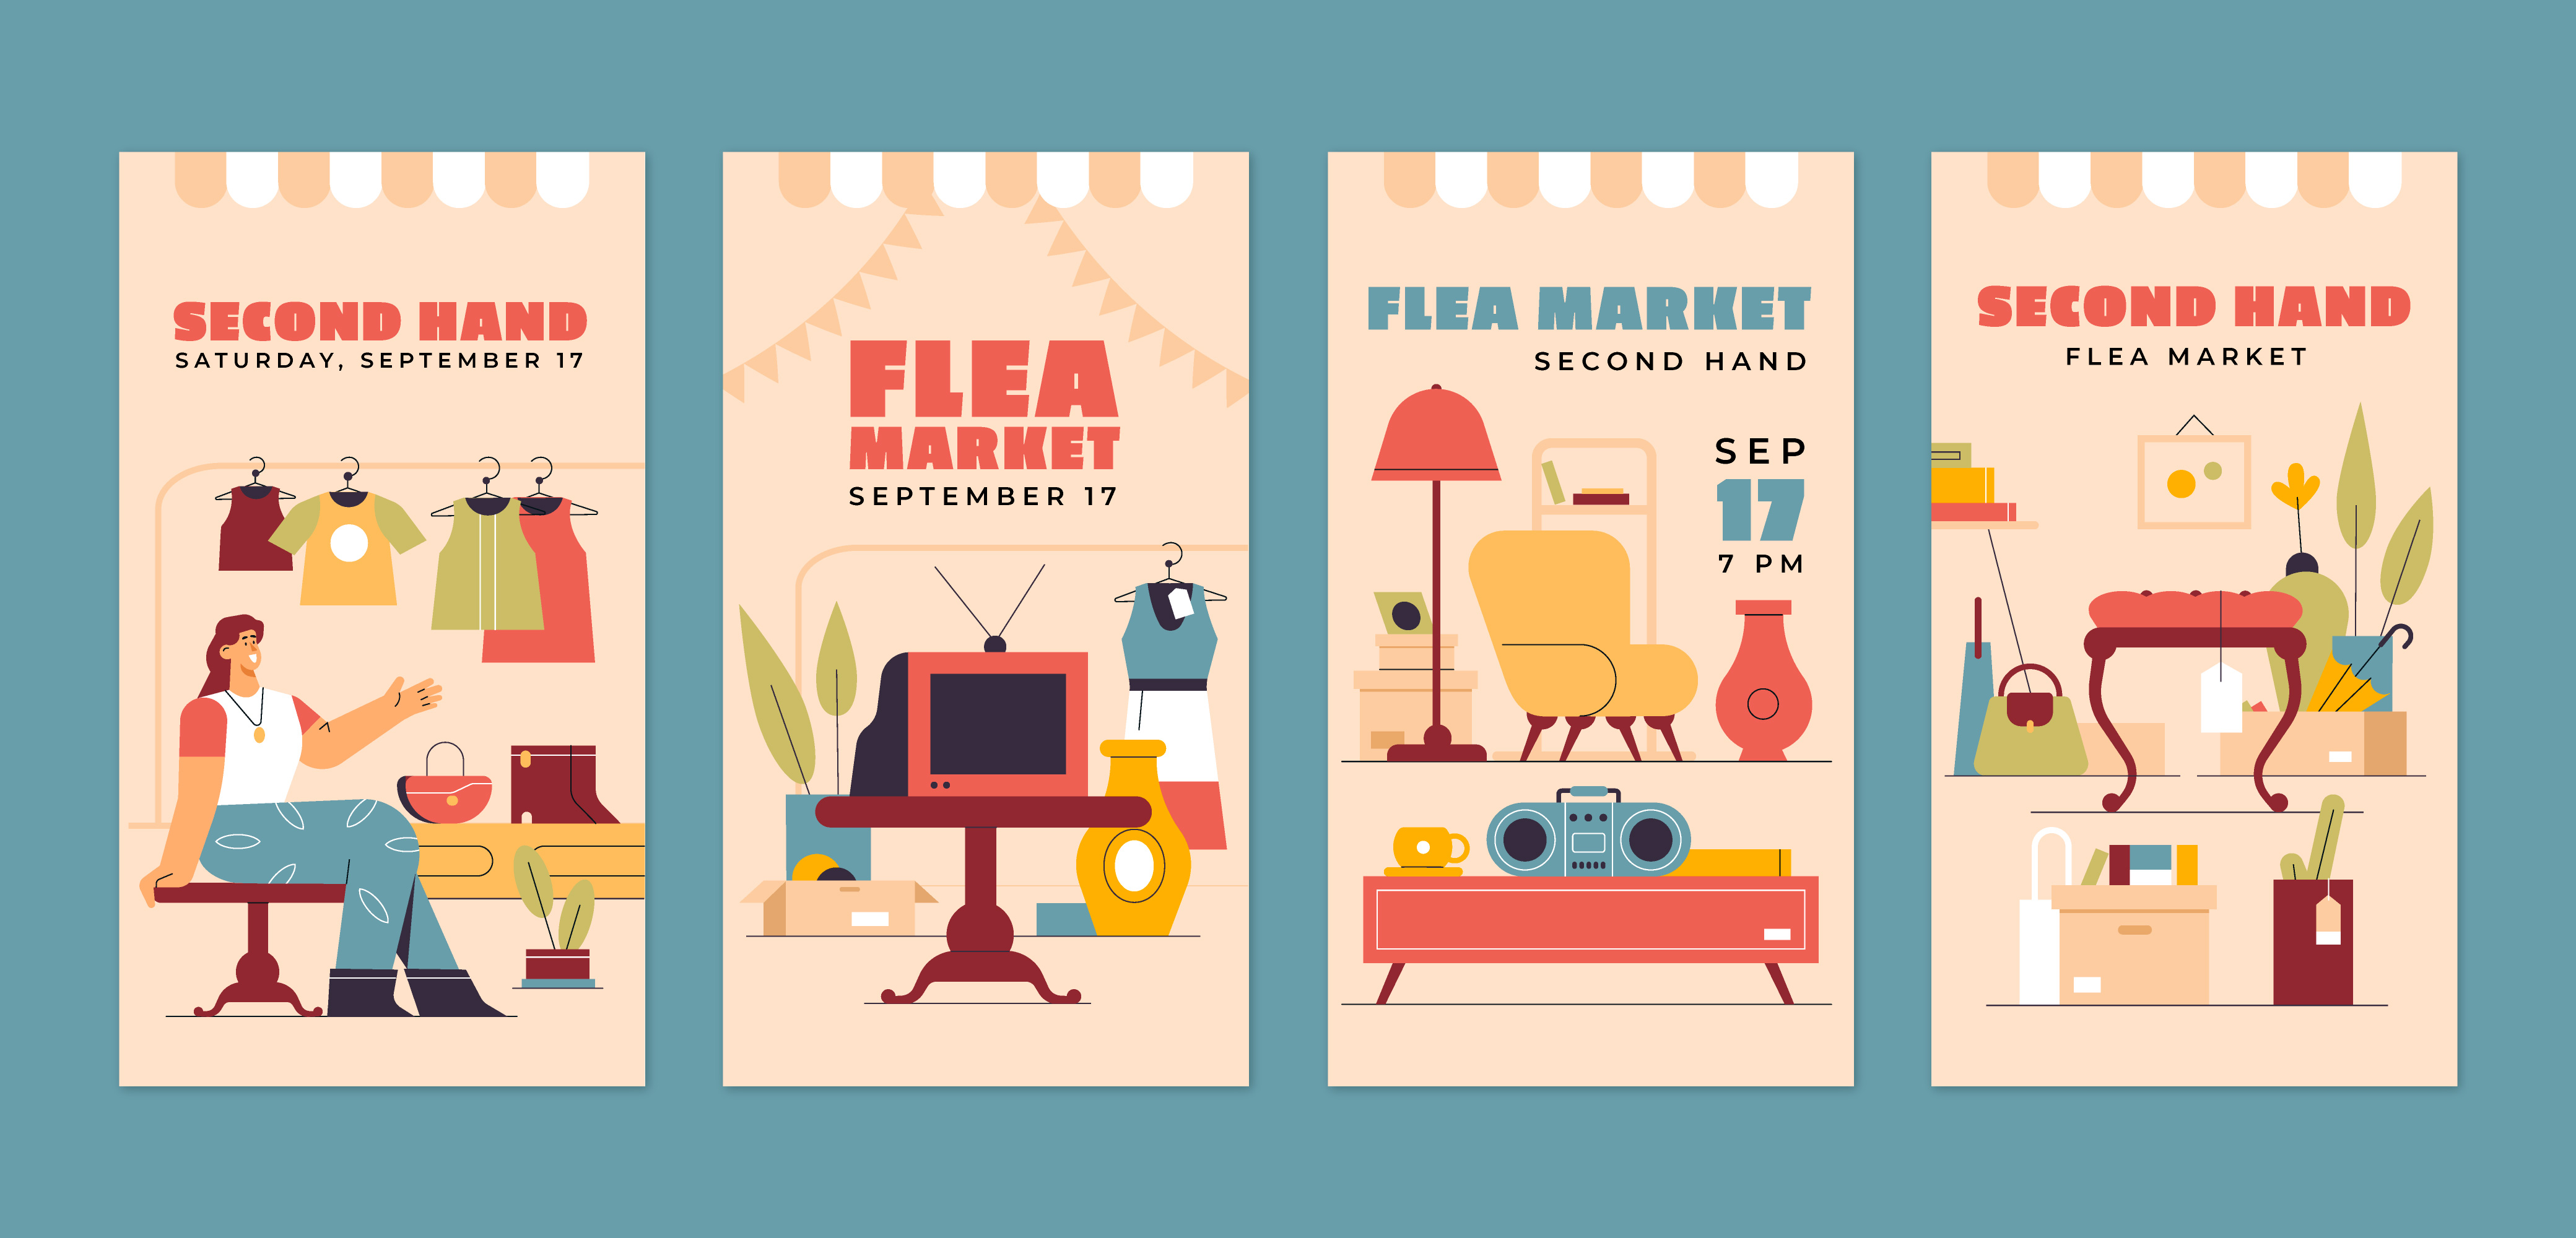 SECOND HAND
SATURDAY, SEPTEMBER 17
FLEA
MARKET
SEPTEMBER 17
FLEA MARKET
SECOND HAND
SEP
17
7 PM
SECOND HAND
FLEA MARKET